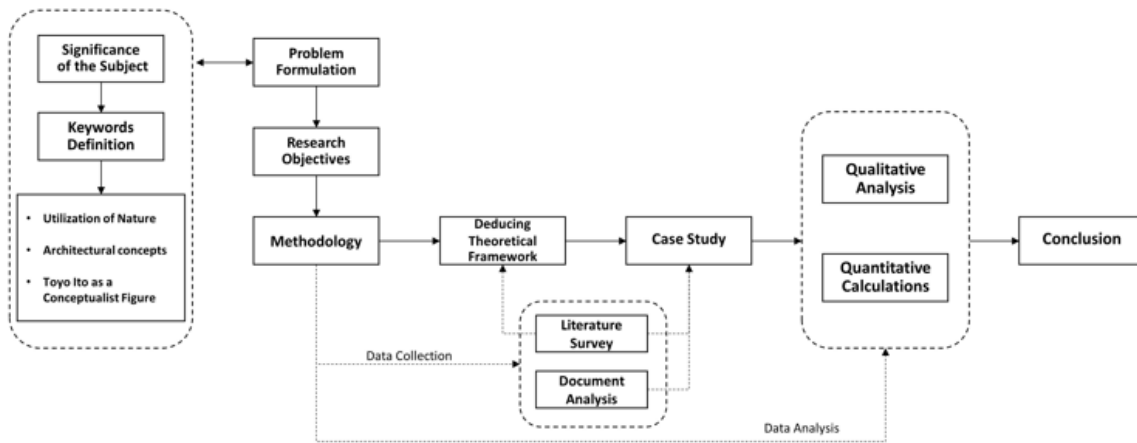 Significance
of the Subject
Keywords
Definition
• Utilization of Nature
• Architectural concepts
• Toyo Ito as a
Conceptualist Figure
Problem
Formulation
Research
Objectives
Methodology
Deducing
Theoretical
Framework
Case Study
Literature
Survey
Document
Analysis
Data Collection
Data Analysis
Qualitative
Analysis
Quantitative
Calculations
Conclusion